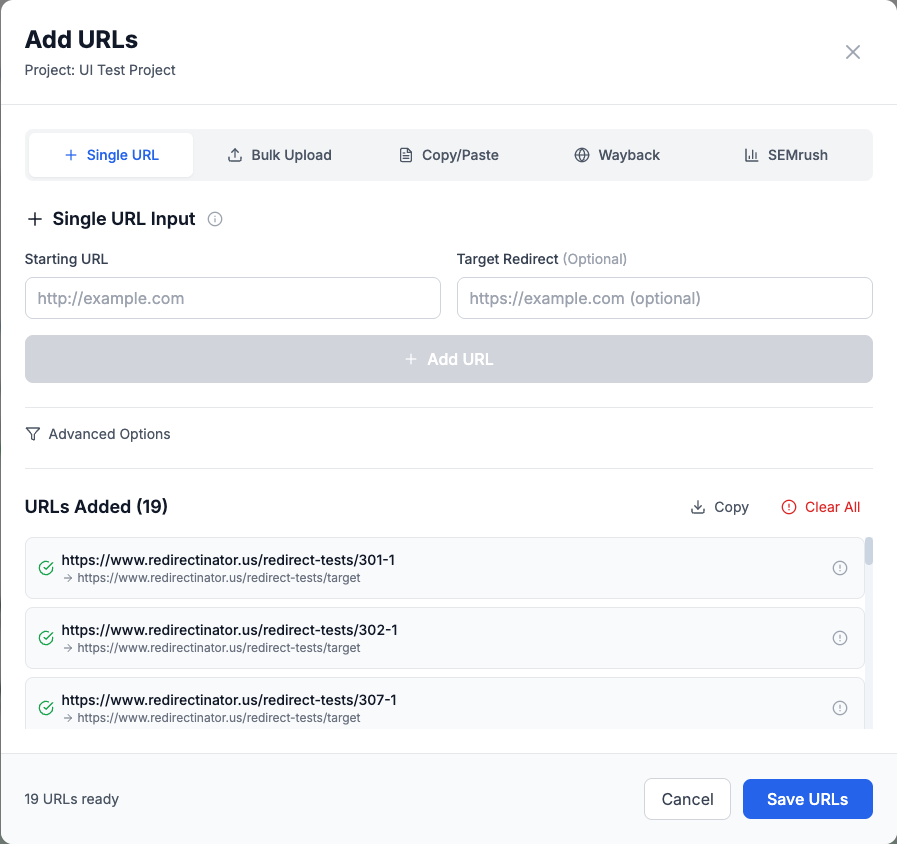 Add URLs
Project: UI Test Project
Single URL
Bulk Upload
Copy/Paste
Wayback
SEMrush
Single URL Input
Starting URL
Target Redirect (Optional)
http://example.com
https://example.com (optional)
+ Add URL
Advanced Options
URLs Added (19)
Copy
Clear All
https://www.redirectinator.us/redirect-tests/301-1
→ https://www.redirectinator.us/redirect-tests/target
https://www.redirectinator.us/redirect-tests/302-1
→ https://www.redirectinator.us/redirect-tests/target
https://www.redirectinator.us/redirect-tests/307-1
→ https://www.redirectinator.us/redirect-tests/target
19 URLs ready
Cancel
Save URLs